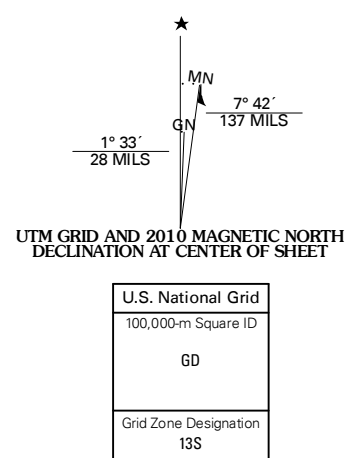 ★
MN
7° 42´
137 MILS
GN
1° 33´
28 MILS
UTM GRID AND 2010 MAGNETIC NORTH
DECLINATION AT CENTER OF SHEET
U.S. National Grid
100,000-m Square ID
GD
Grid Zone Designation
13S